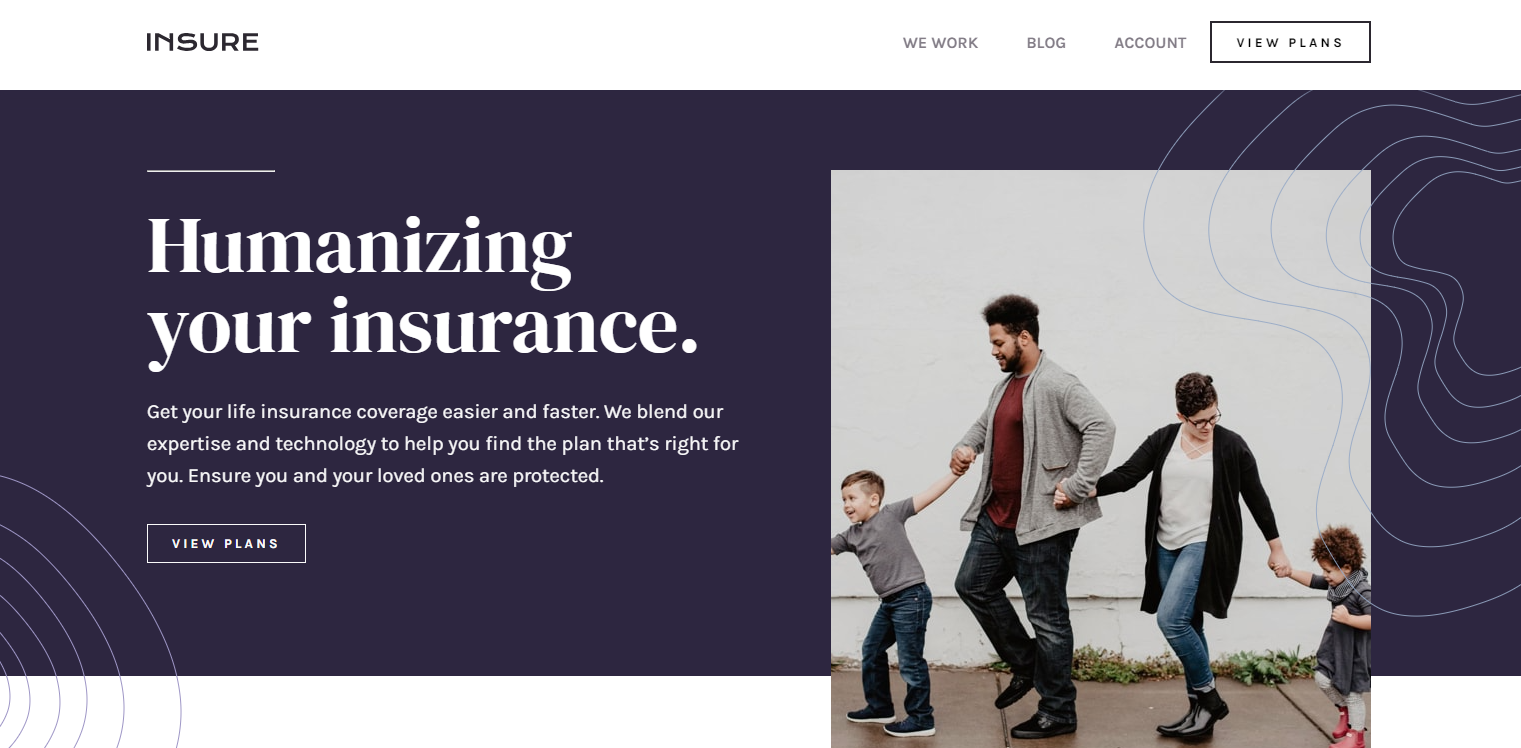 INSURE
WE WORK
BLOG
ACCOUNT
VIEW PLANS
Humanizing
your insurance.
Get your life insurance coverage easier and faster. We blend our
expertise and technology to help you find the plan that’s right for
you. Ensure you and your loved ones are protected.
VIEW PLANS